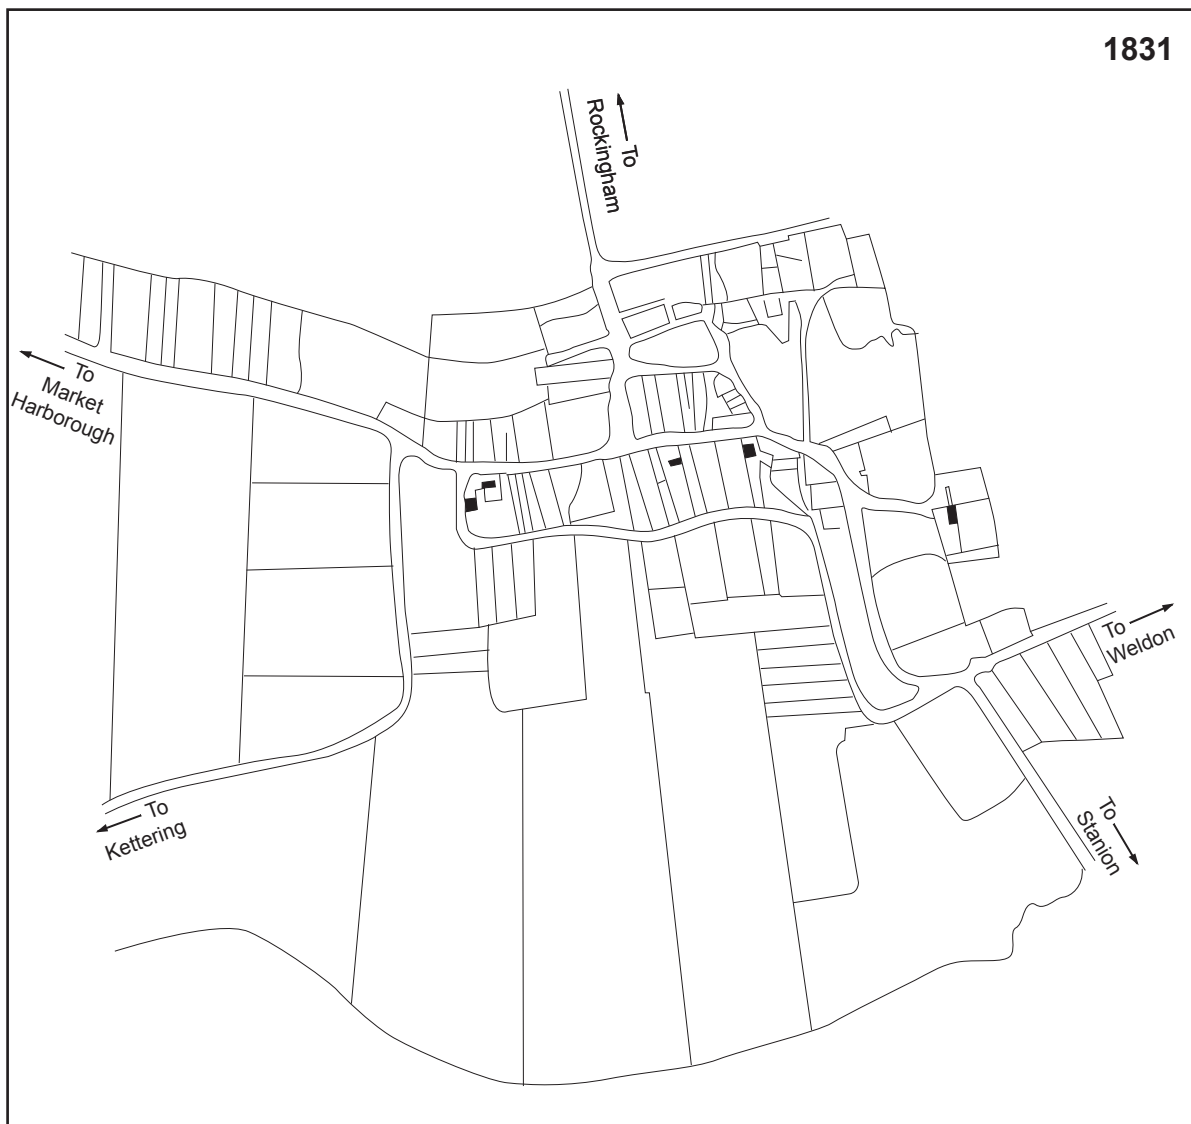 1831
To
Rockingham
To
Market
Harborough
To
Weldon
To
Kettering
To
Stanion